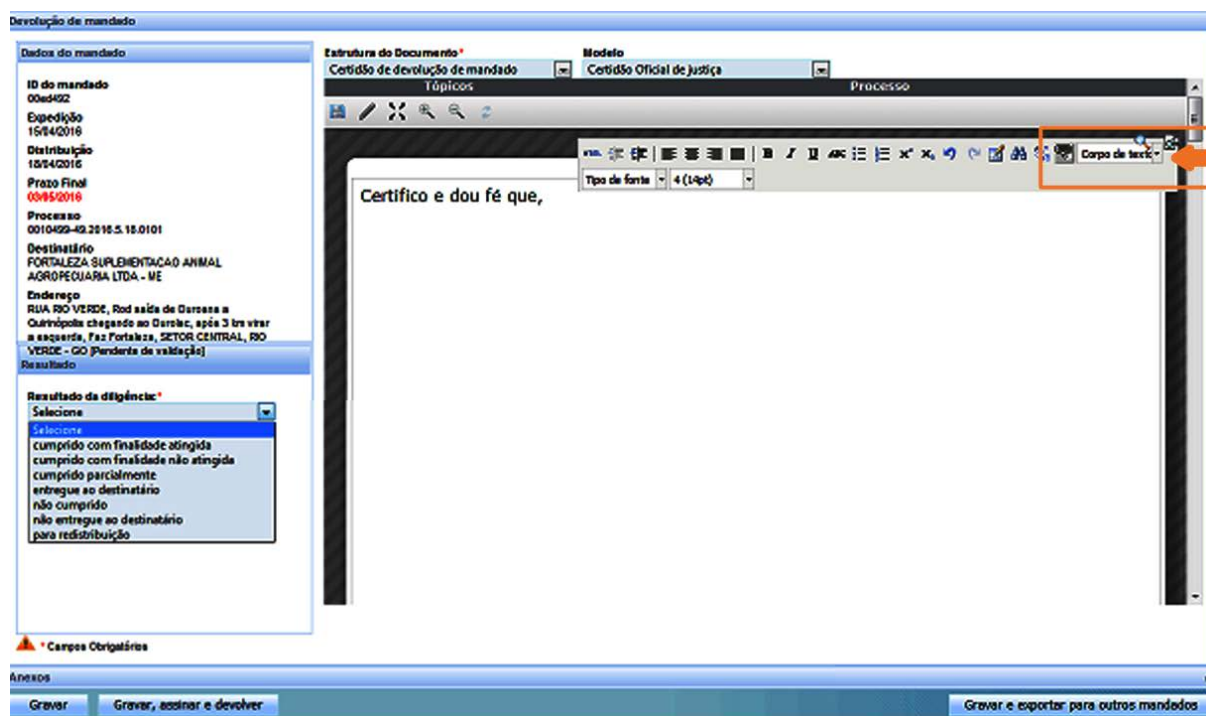 Devolução de mandado
Dados do mandado
ID do mandado
00ed492
Expedição
15/04/2016
Distribuição
18/04/2016
Prazo Final
03/05/2016
Processo
0010499-49.2016.5.18.0101
Destinatário
FORTALEZA SUPLEMENTACAO ANIMAL
AGROPECUARIA LTDA - ME
Endereço
RUA RIO VERDE, Rod saída de a
Quirinópolis chegando ao após 3 km virar
a esquerda, Faz Fortaleza, SETOR CENTRAL, RIO
VERDE - GO [Pendente de validação]
Resultado
Resultado da diligência:*
Selecione
Selecione
cumprido com finalidade atingida
cumprido com finalidade não atingida
cumprido parcialmente
entregue ao destinatário
não cumprido
não entregue ao destinatário
para redistribuição
* Campos Obrigatórios
Estrutura do Documento*
Certidão de devolução de mandado
Modelo
Certidão Oficial de justiça
Tópicos
Processo
HTML
B I U ABC
Corpo de texto
Tipo de fonte
4 (14pt)
Certifico e dou fé que,
Anexos
Gravar
Gravar, assinar e devolver
Gravar e exportar para outros mandados